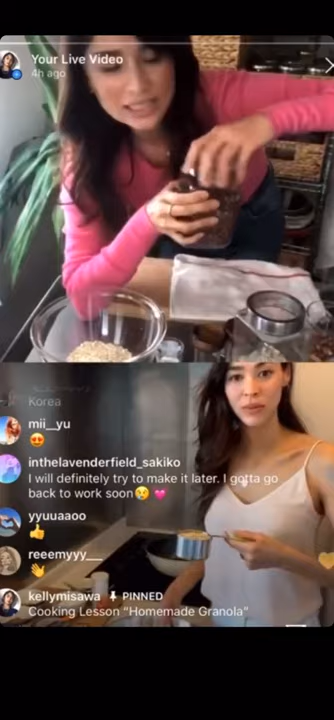 Your Live Video
4h ago
Korea
mii__yu
😍
inthelavenderfield_sakiko
I will definitely try to make it later. I gotta go
back to work soon😢 💓
yyuuaaoo
👍
reeemyyy__
👋
kellymisawa 📌 PINNED
Cooking Lesson "Homemade Granola"